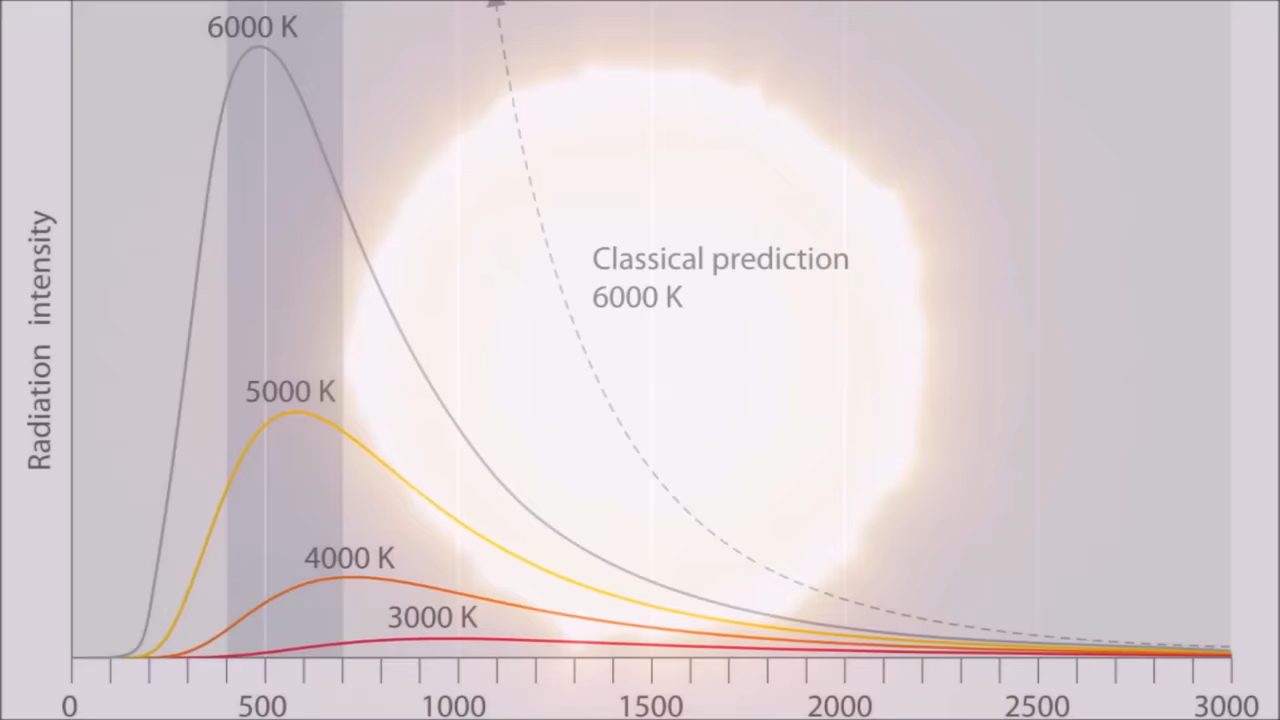 6000 K
Radiation intensity
Classical prediction
6000 K
5000 K
4000 K
3000 K
0 500 1000 1500 2000 2500 3000